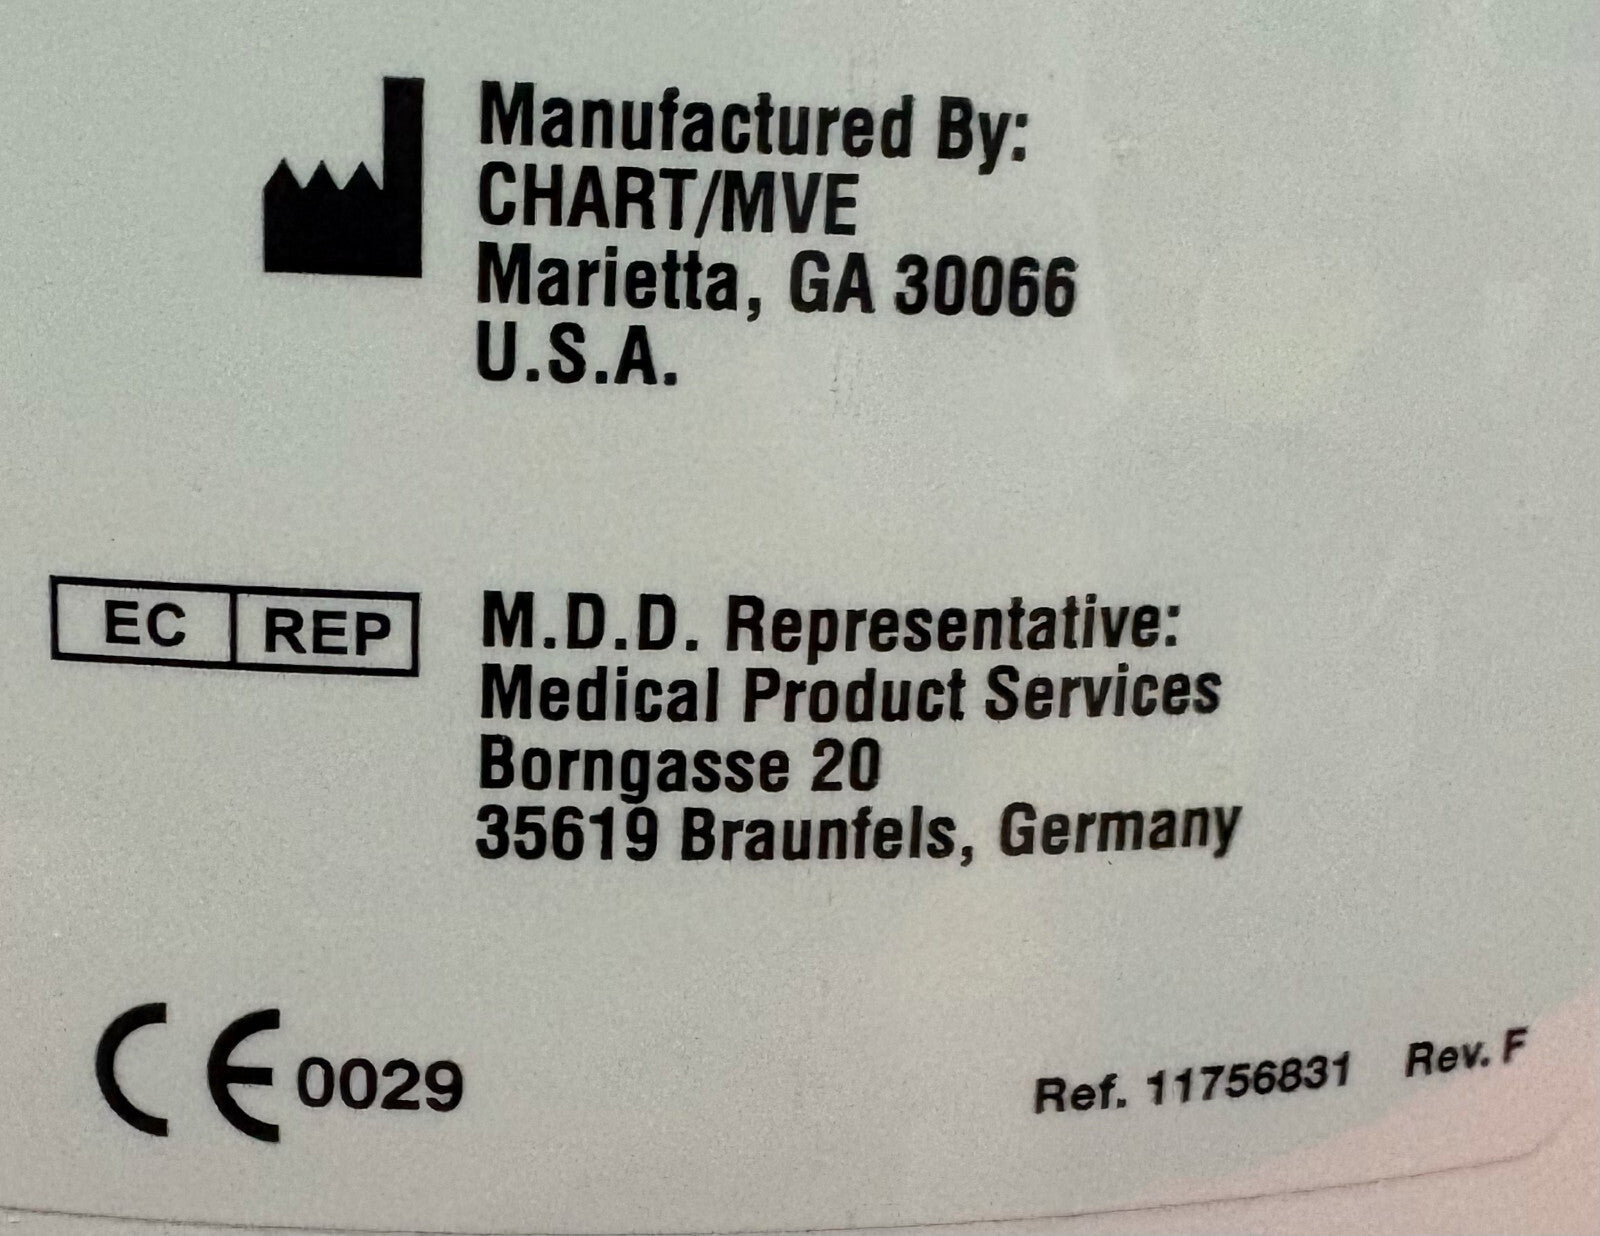 Manufactured By:
CHART/MVE
Marietta, GA 30066
U.S.A.
EC REP
M.D.D. Representative:
Medical Product Services
Borngasse 20
35619 Braunfels, Germany
CE 0029
Ref. 11756831 Rev. F